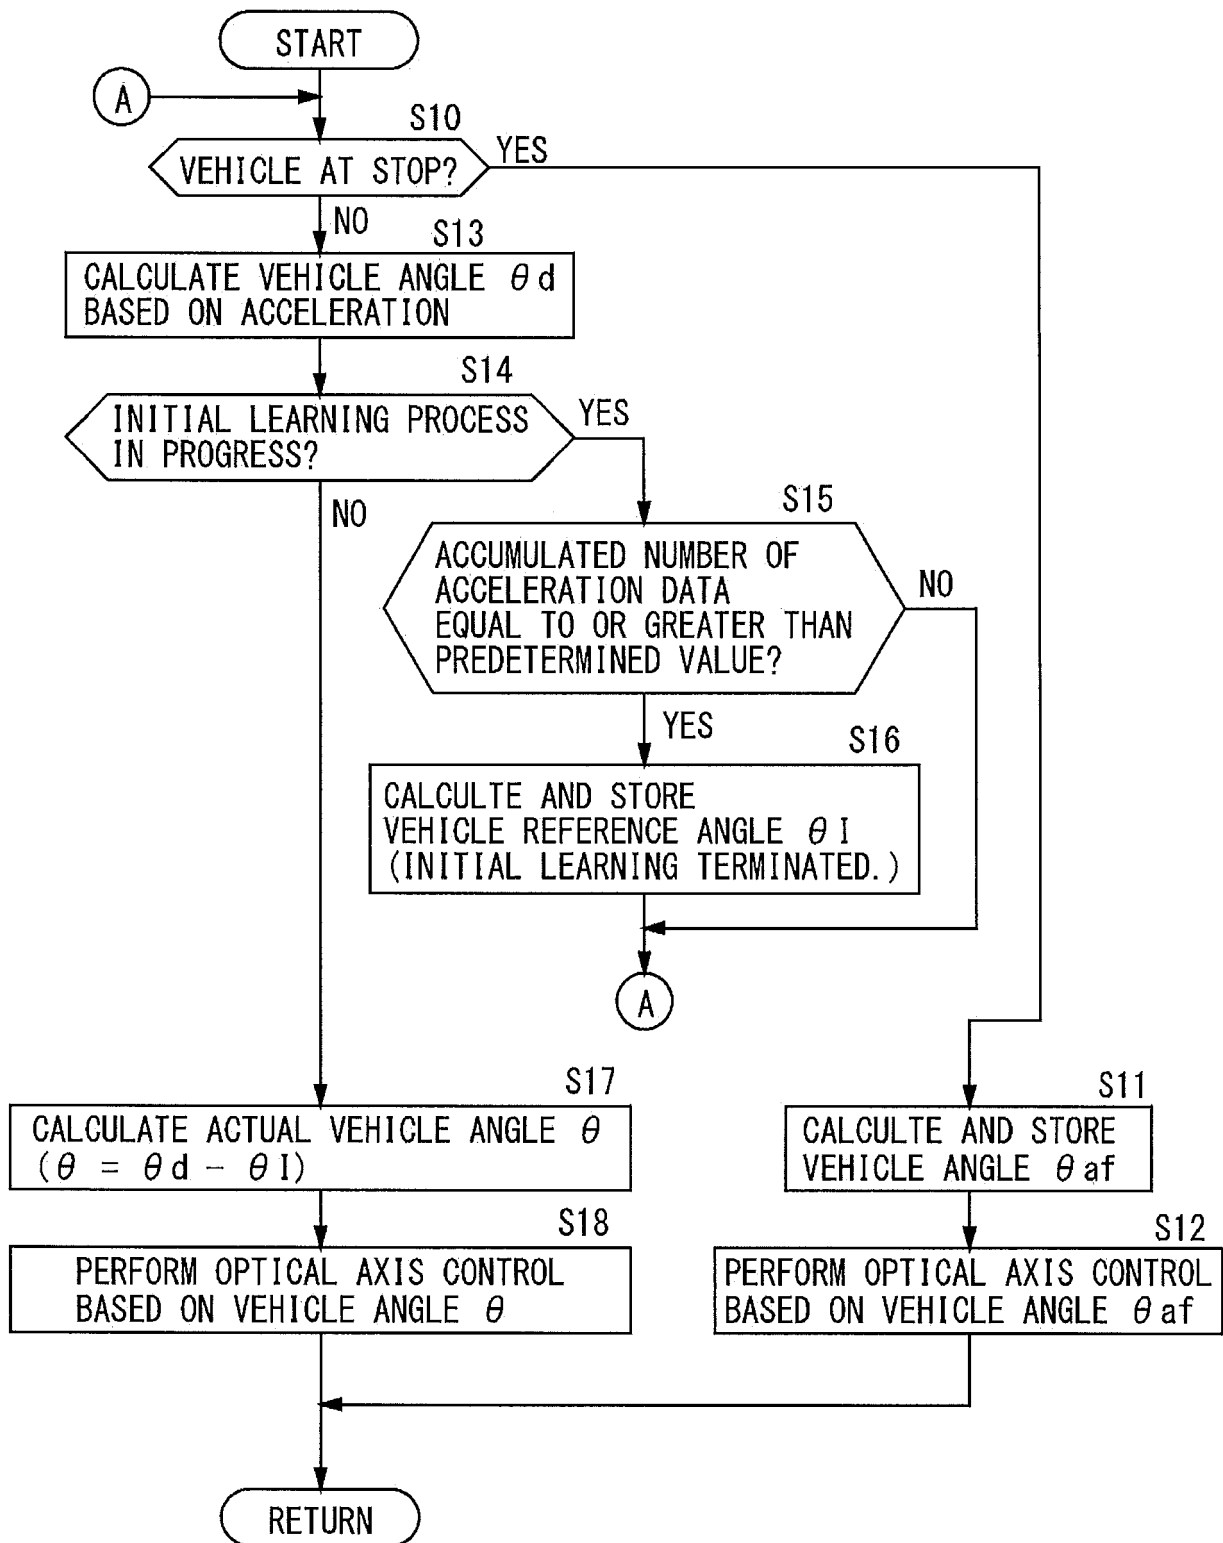 START
A
S10
VEHICLE AT STOP?
YES
NO
S13
CALCULATE VEHICLE ANGLE θd
BASED ON ACCELERATION
S14
INITIAL LEARNING PROCESS
IN PROGRESS?
YES
NO
S15
ACCUMULATED NUMBER OF
ACCELERATION DATA
EQUAL TO OR GREATER THAN
PREDETERMINED VALUE?
NO
YES
S16
CALCULTE AND STORE
VEHICLE REFERENCE ANGLE θI
(INITIAL LEARNING TERMINATED.)
A
S17
CALCULATE ACTUAL VEHICLE ANGLE θ
(θ = θd - θI)
S11
CALCULTE AND STORE
VEHICLE ANGLE θaf
S18
PERFORM OPTICAL AXIS CONTROL
BASED ON VEHICLE ANGLE θ
S12
PERFORM OPTICAL AXIS CONTROL
BASED ON VEHICLE ANGLE θaf
RETURN